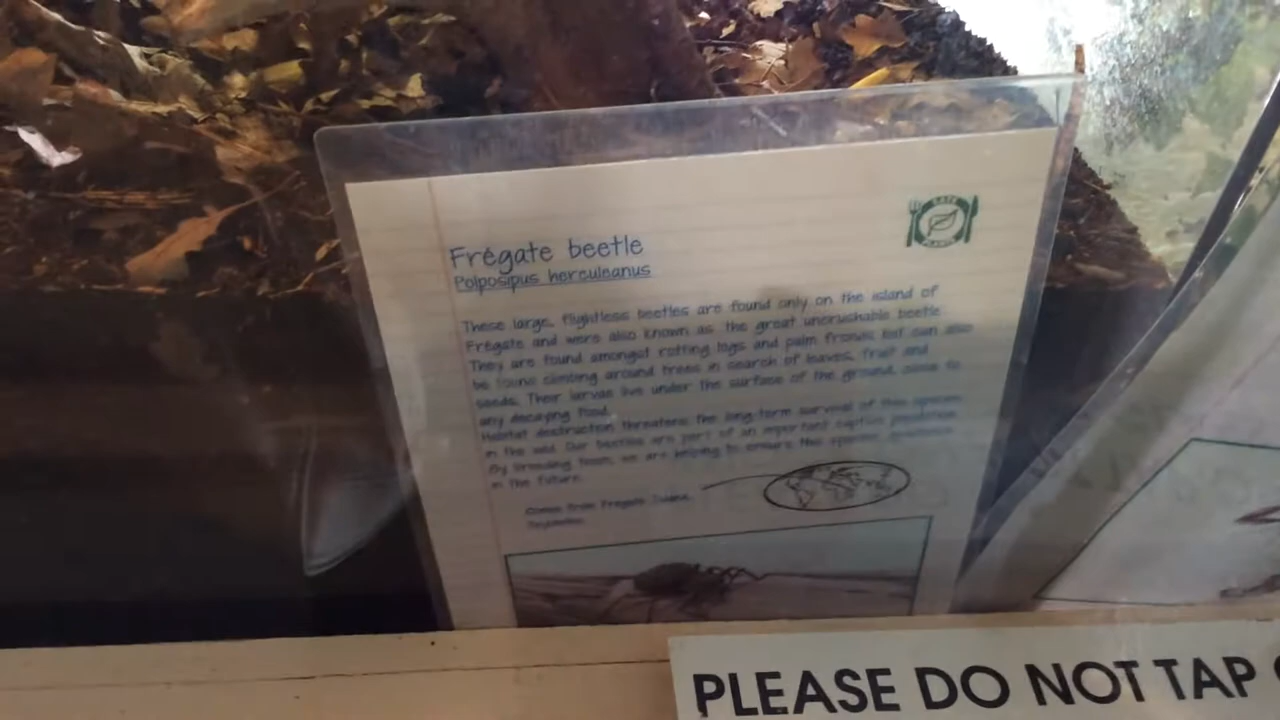 Frégate beetle
Polposipus herculeanus
EATS
PLANTS
These large, flightless beetles are found only on the island of
Frégate and were also known as the great uncrushable beetle.
They are found amongst rotting logs and palm fronds but can also
be found climbing around trees in search of leaves, fruit and
seeds. Their larvae live under the surface of the ground, close to
any decaying food.
Habitat destruction threatens the long-term survival of this species
in the wild. Our beetles are part of an important captive population.
By breeding them, we are helping to ensure this species' existence
in the future.
Comes from Frégate Island,
Seychelles.
PLEASE DO NOT TAP